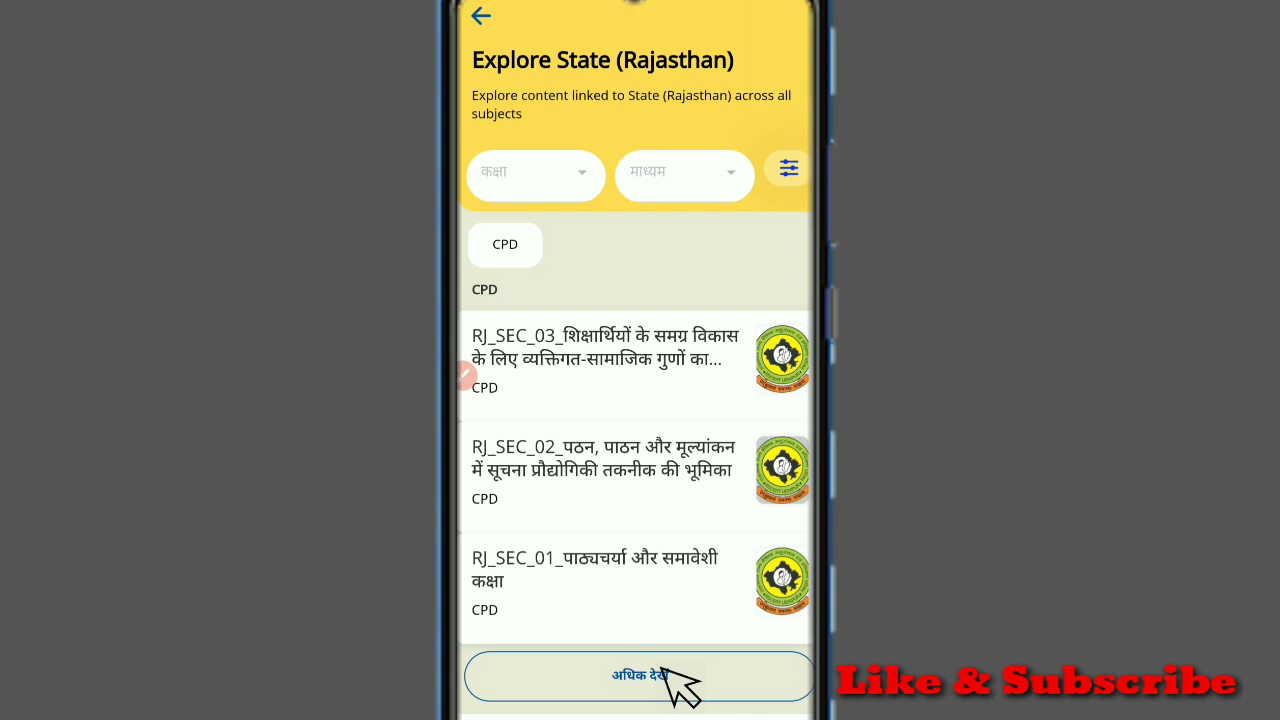 Explore State (Rajasthan)
Explore content linked to State (Rajasthan) across all
subjects
कक्षा
माध्यम
CPD
CPD
RJ_SEC_03_शिक्षार्थियों के समग्र विकास
के लिए व्यक्तिगत-सामाजिक गुणों का...
CPD
RJ_SEC_02_पठन, पाठन और मूल्यांकन
में सूचना प्रौद्योगिकी तकनीक की भूमिका
CPD
RJ_SEC_01_पाठ्यचर्या और समावेशी
कक्षा
CPD
अधिक देखें
Like & Subscribe